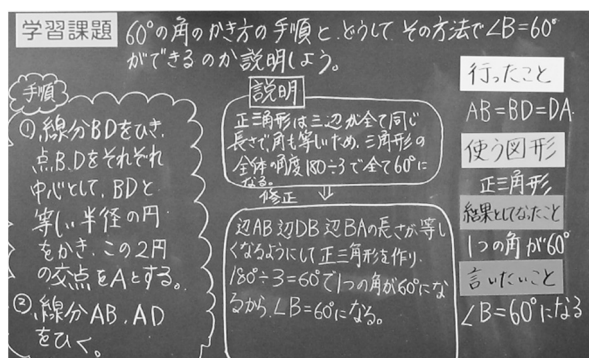 学習課題
60°の角のかき方の手順と、どうして、その方法で∠B=60°
ができるのか説明しよう。
手順
① 線分BDをひき、
点B、Dをそれぞれ
中心として、BDと
等しい半径の円
をかき、この2円
の交点をAとする。
② 線分AB、AD
をひく。
説明
正三角形は三辺が全て同じ
長さで角も等しいため、三角形の
全体の角度180÷3で全て60°に
なる。
修正 ⇓
辺AB 辺DB 辺BAの長さが等し
くなるようにして正三角形を作り、
180°÷3=60°で1つの角が60°にな
るから、∠B=60°になる。
行ったこと
AB=BD=DA
使う図形
正三角形
結果としてなったこと
1つの角が60°
言いたいこと
∠B=60°になる